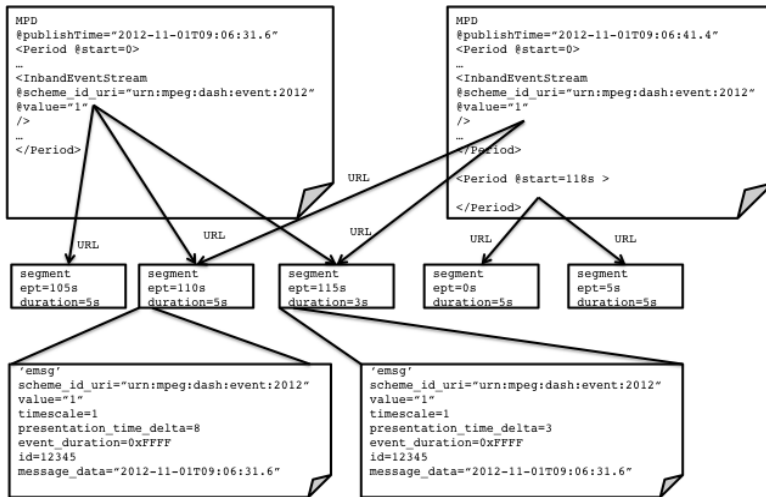 MPD
@publishTime=“2012-11-01T09:06:31.6”
<Period @start=0>
…
<InbandEventStream
@scheme_id_uri=“urn:mpeg:dash:event:2012”
@value=“1”
/>
…
</Period>
MPD
@publishTime=“2012-11-01T09:06:41.4”
<Period @start=0>
…
<InbandEventStream
@scheme_id_uri=“urn:mpeg:dash:event:2012”
@value=“1”
/>
…
</Period>
<Period @start=118s >
</Period>
URL
URL
URL
URL
URL
segment
ept=105s
duration=5s
segment
ept=110s
duration=5s
segment
ept=115s
duration=3s
segment
ept=0s
duration=5s
segment
ept=5s
duration=5s
‘emsg’
scheme_id_uri=“urn:mpeg:dash:event:2012”
value=“1”
timescale=1
presentation_time_delta=8
event_duration=0xFFFF
id=12345
message_data=“2012-11-01T09:06:31.6”
‘emsg’
scheme_id_uri=“urn:mpeg:dash:event:2012”
value=“1”
timescale=1
presentation_time_delta=3
event_duration=0xFFFF
id=12345
message_data=“2012-11-01T09:06:31.6”